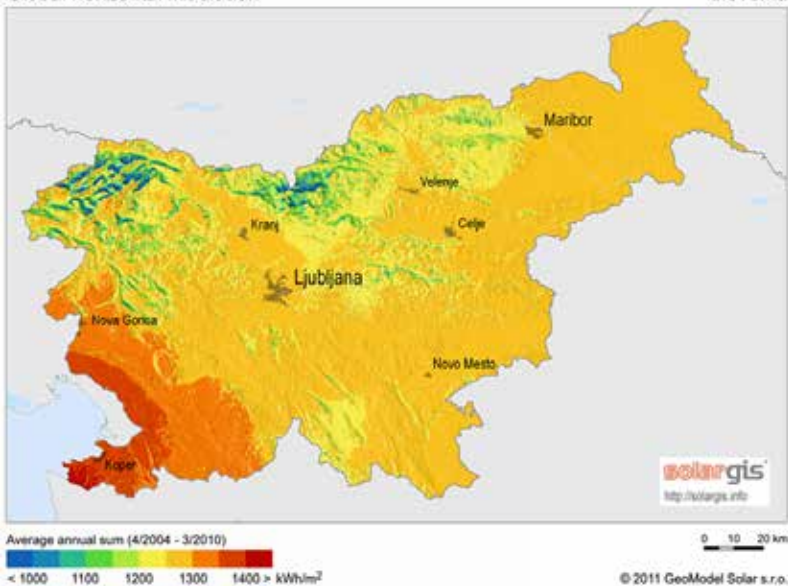 Maribor
Velenje
Kranj
Celje
Ljubljana
Nova Gorica
Novo Mesto
Koper
solargis
http://solargis.info
Average annual sum (4/2004 - 3/2010)
0 10 20 km
< 1000 1100 1200 1300 1400 > kWh/m²
© 2011 GeoModel Solar s.r.o.